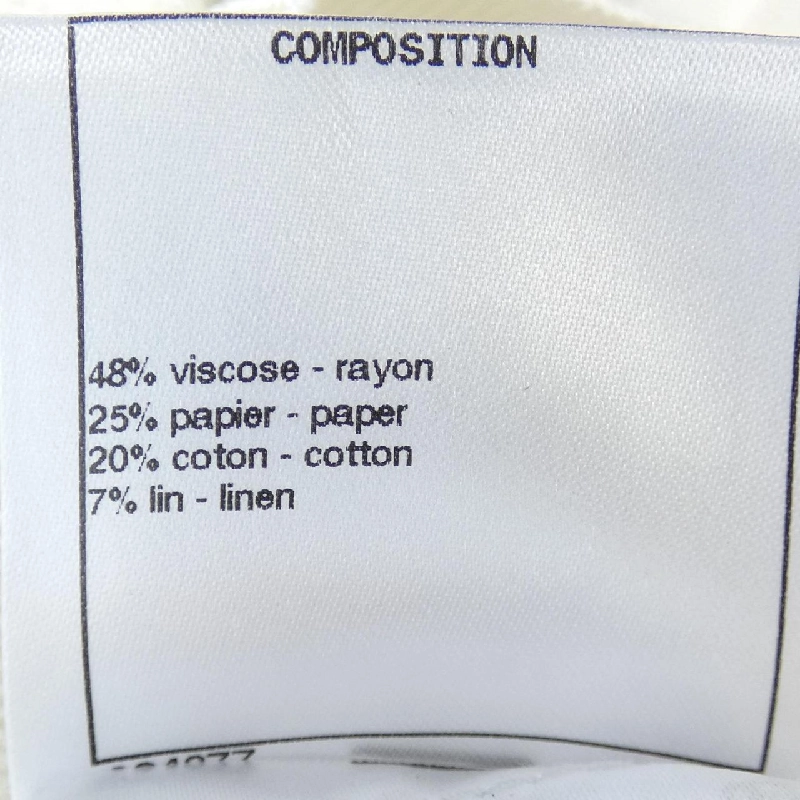 COMPOSITION
48% viscose - rayon
25% papier - paper
20% coton - cotton
7% lin - linen